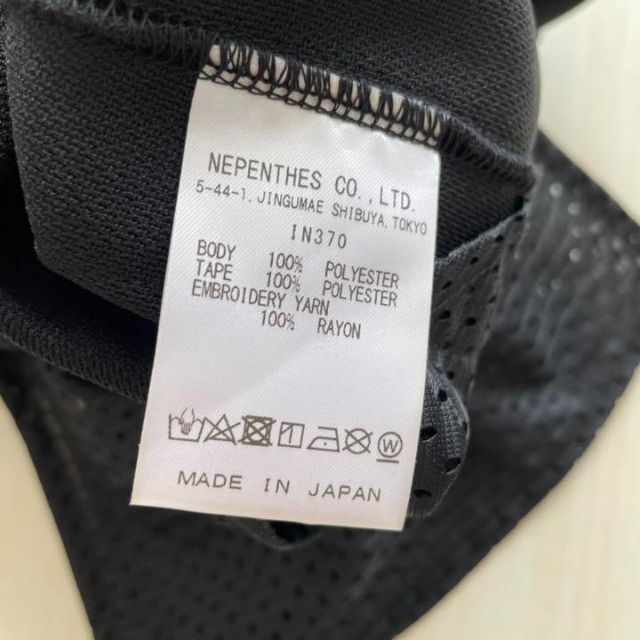 NEPENTHES CO.,LTD.
5-44-1, JINGUMAE SHIBUYA, TOKYO
IN370
BODY 100% POLYESTER
TAPE 100% POLYESTER
EMBROIDERY YARN
100% RAYON
W
MADE IN JAPAN